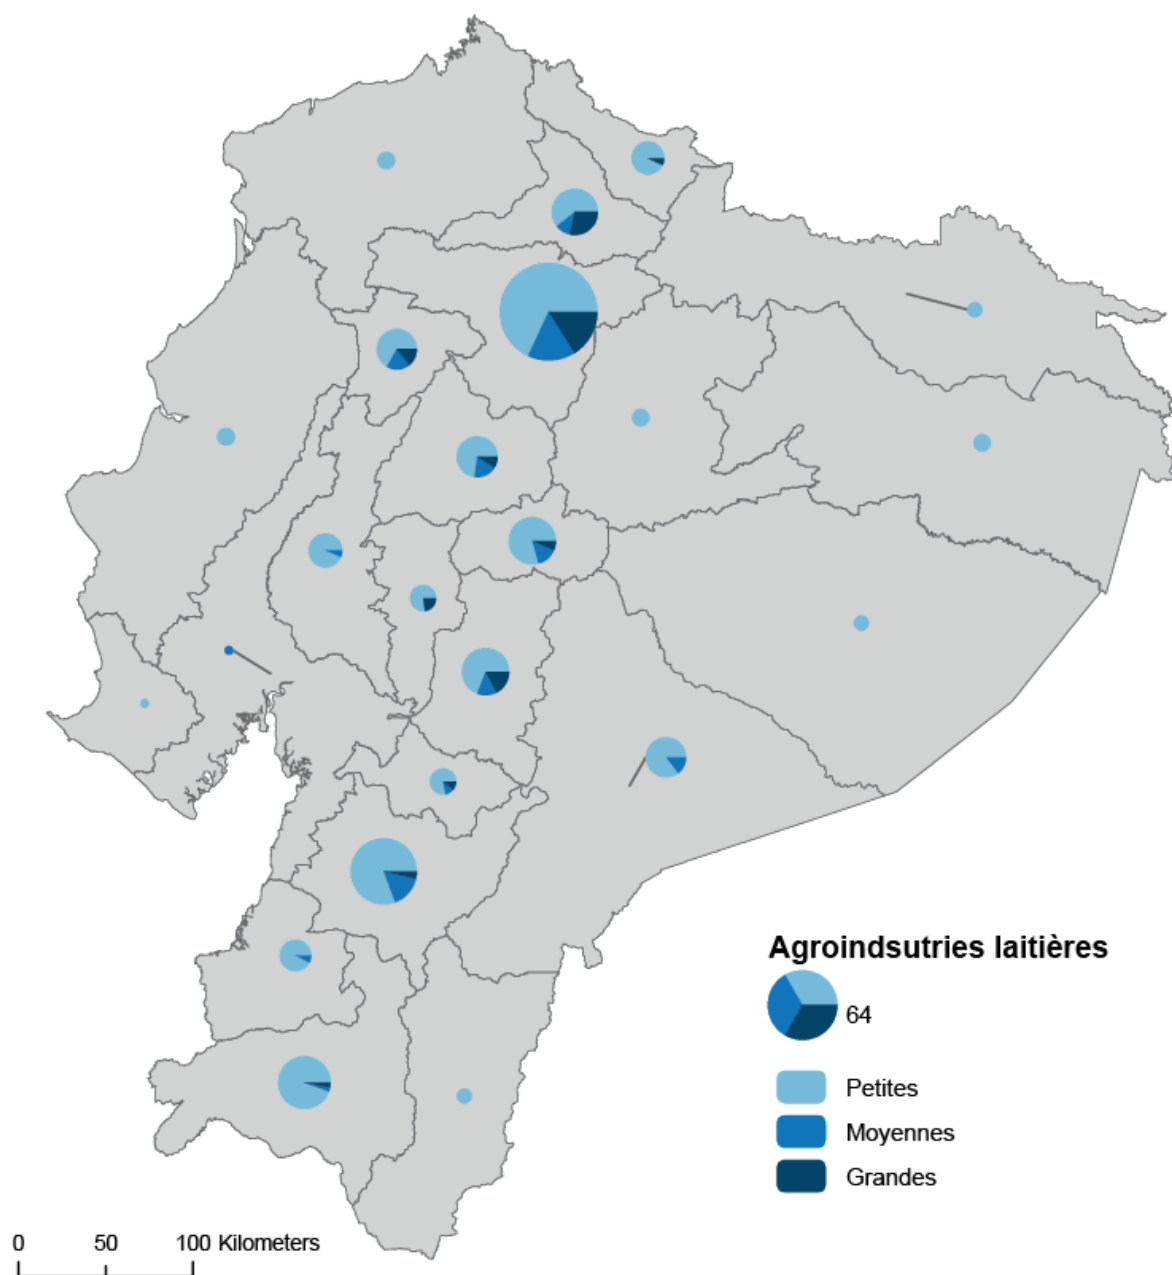 Agroindsutries laitières
64
Petites
Moyennes
Grandes
0 50 100 Kilometers